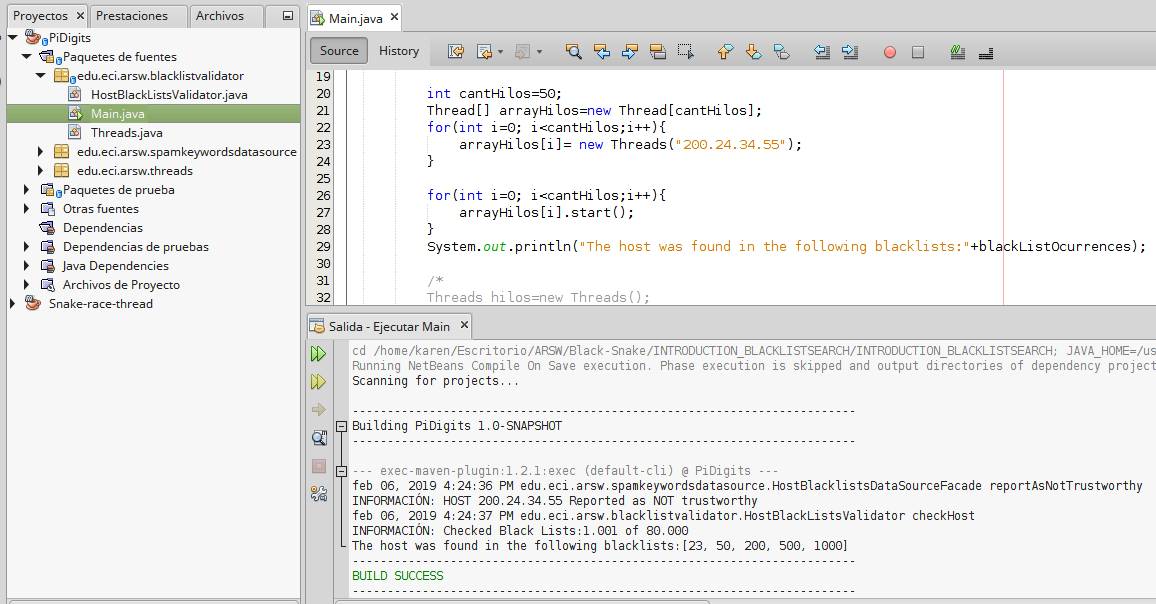 Proyectos
Prestaciones
Archivos
PiDigits
Paquetes de fuentes
edu.eci.arsw.blacklistvalidator
HostBlackListsValidator.java
Main.java
Threads.java
edu.eci.arsw.spamkeywordsdatasource
edu.eci.arsw.threads
Paquetes de prueba
Otras fuentes
Dependencias
Dependencias de pruebas
Java Dependencies
Archivos de Proyecto
Snake-race-thread
Main.java
Source History
19
20 int cantHilos=50;
21 Thread[] arrayHilos=new Thread[cantHilos];
22 for(int i=0; i<cantHilos;i++){
23 arrayHilos[i]= new Threads("200.24.34.55");
24 }
25
26 for(int i=0; i<cantHilos;i++){
27 arrayHilos[i].start();
28 }
29 System.out.println("The host was found in the following blacklists:"+blackListOcurrences);
30
31 /*
32 Threads hilos=new Threads();
Salida - Ejecutar Main
cd /home/karen/Escritorio/ARSW/Black-Snake/INTRODUCTION_BLACKLISTSEARCH/INTRODUCTION_BLACKLISTSEARCH; JAVA_HOME=/us
Running NetBeans Compile On Save execution. Phase execution is skipped and output directories of dependency project
Scanning for projects...
------------------------------------------------------------------------
Building PiDigits 1.0-SNAPSHOT
------------------------------------------------------------------------
--- exec-maven-plugin:1.2.1:exec (default-cli) @ PiDigits ---
feb 06, 2019 4:24:36 PM edu.eci.arsw.spamkeywordsdatasource.HostBlacklistsDataSourceFacade reportAsNotTrustworthy
INFORMACIÓN: HOST 200.24.34.55 Reported as NOT trustworthy
feb 06, 2019 4:24:37 PM edu.eci.arsw.blacklistvalidator.HostBlackListsValidator checkHost
INFORMACIÓN: Checked Black Lists:1.001 of 80.000
The host was found in the following blacklists:[23, 50, 200, 500, 1000]
------------------------------------------------------------------------
BUILD SUCCESS
------------------------------------------------------------------------